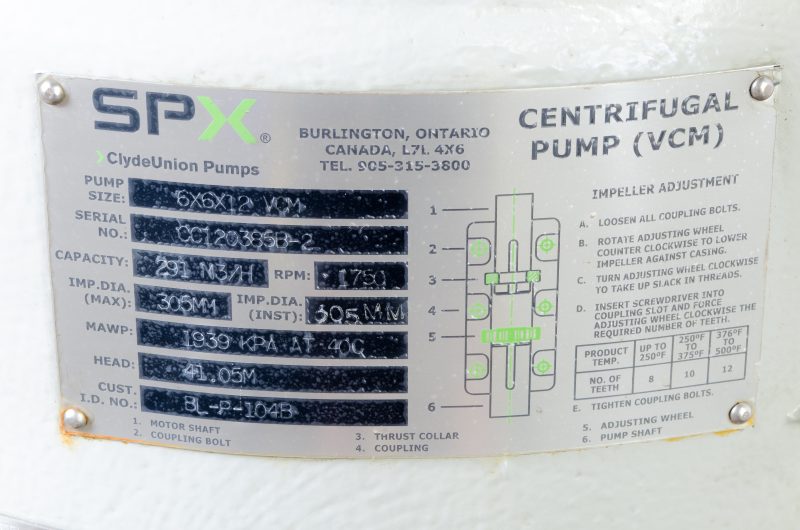 SPX®
ClydeUnion Pumps
BURLINGTON, ONTARIO
CANADA, L7L 4X6
TEL. 905-315-3800
CENTRIFUGAL
PUMP (VCM)
PUMP SIZE: 6X6X12 VCM
SERIAL NO.: CC120385B-2
CAPACITY: 291 M3/H RPM: 1750
IMP.DIA. (MAX): 305MM IMP.DIA. (INST): 305MM
MAWP: 1839 KPA AT 40C
HEAD: 41.05M
CUST. I.D. NO.: BL-P-104B
1. MOTOR SHAFT
2. COUPLING BOLT
3. THRUST COLLAR
4. COUPLING
1
2
3
4
5
6
IMPELLER ADJUSTMENT
A. LOOSEN ALL COUPLING BOLTS.
B. ROTATE ADJUSTING WHEEL
COUNTER CLOCKWISE TO LOWER
IMPELLER AGAINST CASING.
C. TURN ADJUSTING WHEEL CLOCKWISE
TO TAKE UP SLACK IN THREADS.
D. INSERT SCREWDRIVER INTO
COUPLING SLOT AND FORCE
ADJUSTING WHEEL CLOCKWISE THE
REQUIRED NUMBER OF TEETH.
PRODUCT TEMP. UP TO 250°F 250°F TO 375°F 376°F TO 500°F
NO. OF TEETH 8 10 12
E. TIGHTEN COUPLING BOLTS.
5. ADJUSTING WHEEL
6. PUMP SHAFT